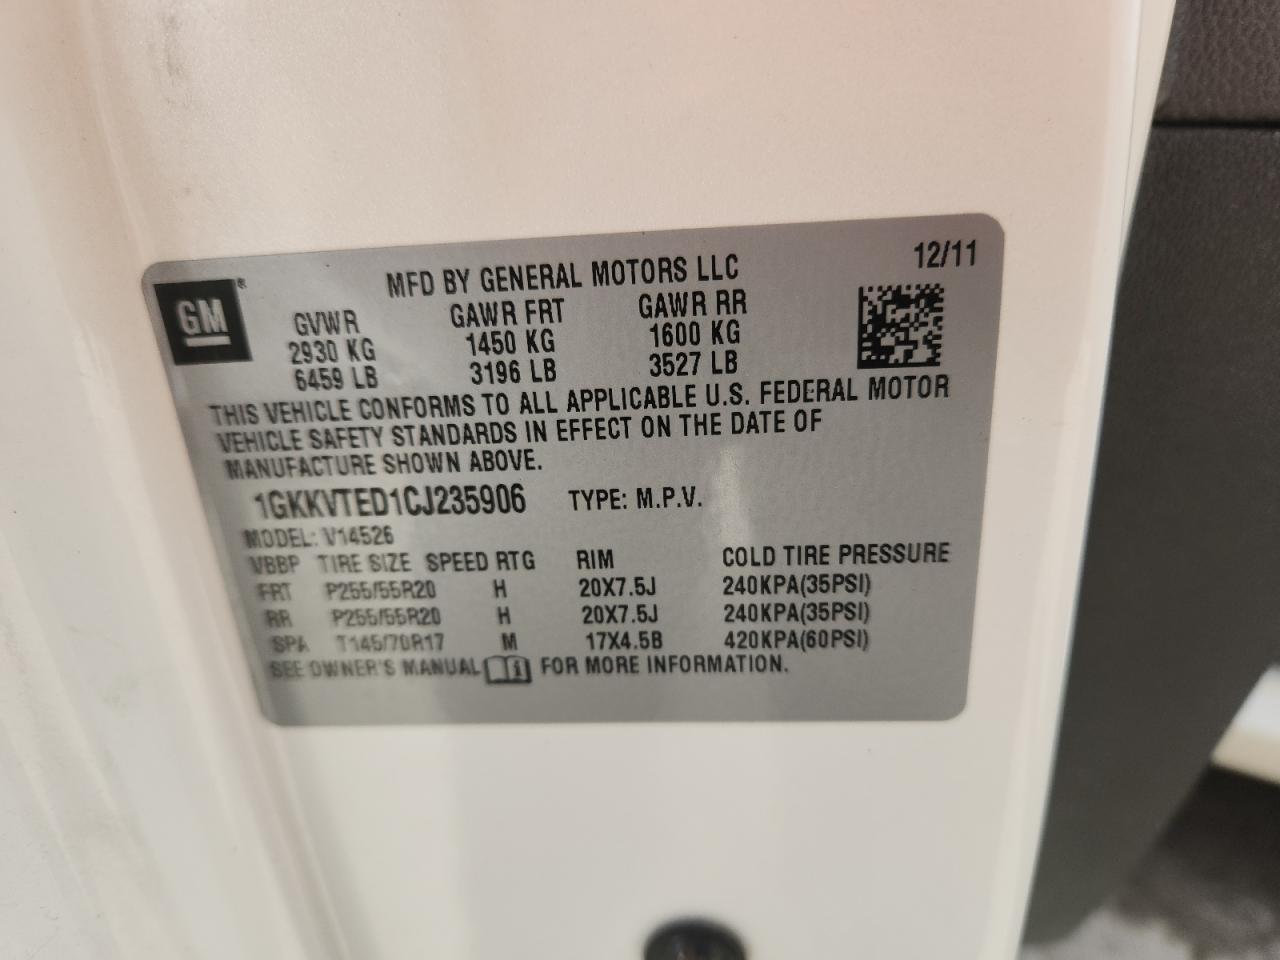 12/11
GM®
MFD BY GENERAL MOTORS LLC
GVWR GAWR FRT GAWR RR
2930 KG 1450 KG 1600 KG
6459 LB 3196 LB 3527 LB
THIS VEHICLE CONFORMS TO ALL APPLICABLE U.S. FEDERAL MOTOR
VEHICLE SAFETY STANDARDS IN EFFECT ON THE DATE OF
MANUFACTURE SHOWN ABOVE.
1GKKVTED1CJ235906 TYPE: M.P.V.
MODEL: V14526
VBBP TIRE SIZE SPEED RTG RIM COLD TIRE PRESSURE
FRT P255/55R20 H 20X7.5J 240KPA(35PSI)
RR P255/55R20 H 20X7.5J 240KPA(35PSI)
SPA T145/70R17 M 17X4.5B 420KPA(60PSI)
SEE OWNER'S MANUAL FOR MORE INFORMATION.